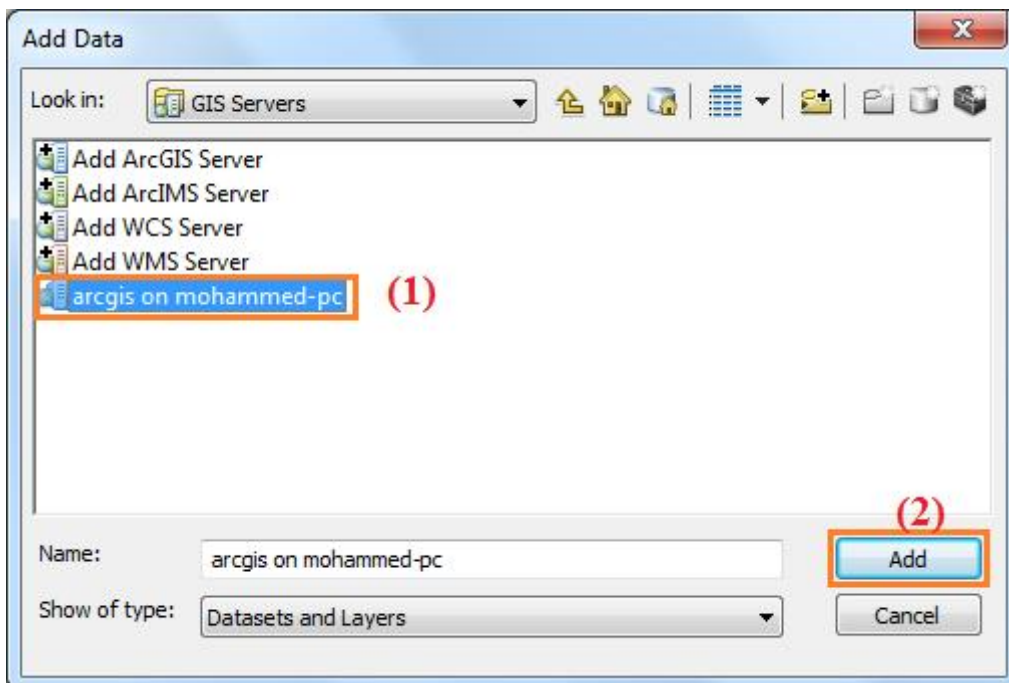 Add Data
Look in: GIS Servers
Add ArcGIS Server
Add ArcIMS Server
Add WCS Server
Add WMS Server
arcgis on mohammed-pc (1)
(2)
Name: arcgis on mohammed-pc Add
Show of type: Datasets and Layers Cancel